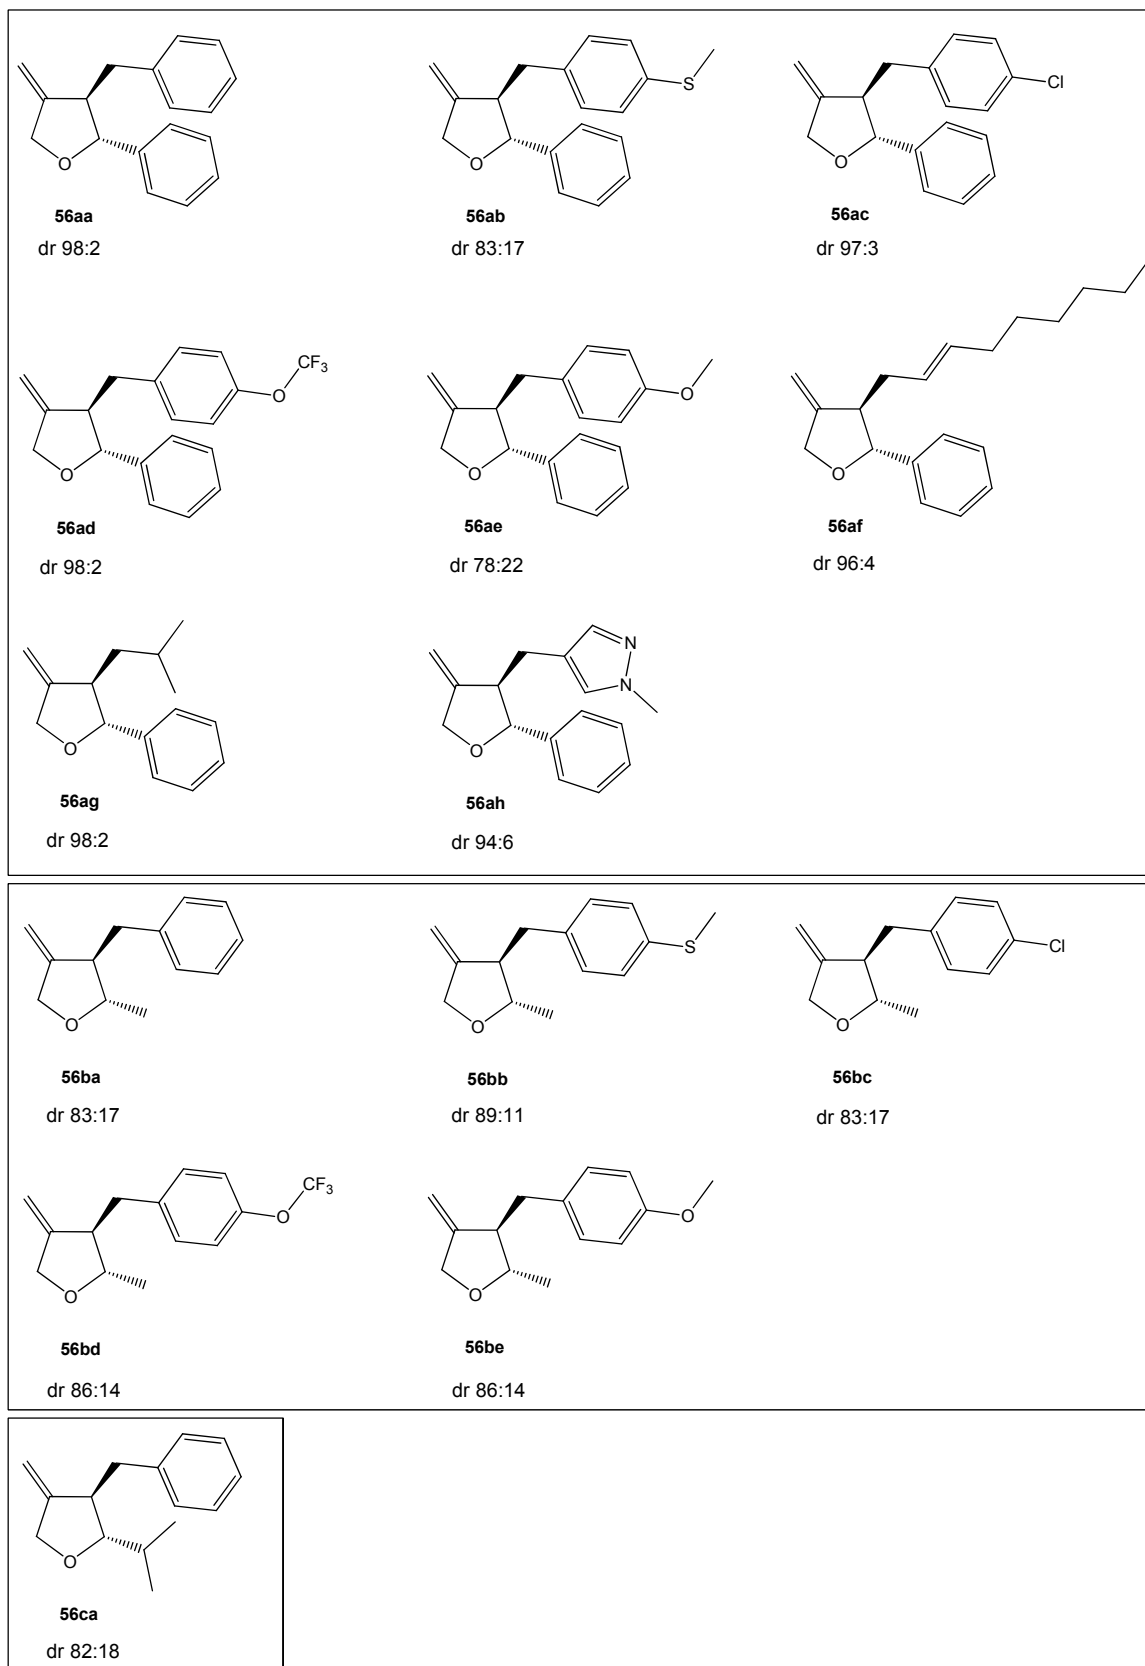 O
56aa
dr 98:2
S
O
56ab
dr 83:17
Cl
O
56ac
dr 97:3
CF3
O
O
56ad
dr 98:2
O
O
56ae
dr 78:22
O
56af
dr 96:4
O
56ag
dr 98:2
N
N
O
56ah
dr 94:6
O
56ba
dr 83:17
S
O
56bb
dr 89:11
Cl
O
56bc
dr 83:17
CF3
O
O
56bd
dr 86:14
O
O
56be
dr 86:14
O
56ca
dr 82:18